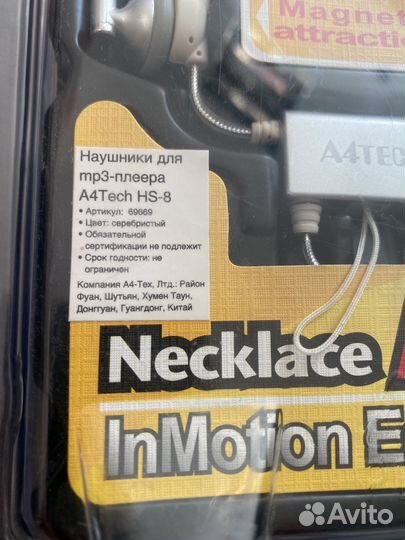 Magnet
attractio
A4TECH
Наушники для
mp3-плеера
A4Tech HS-8
• Артикул: 69669
• Цвет: серебристый
• Обязательной
сертификации не подлежит
• Срок годности: не
ограничен
Компания А4-Тех, Лтд.: Район
Фуан, Шутьян, Хумен Таун,
Донггуан, Гуангдонг, Китай
Necklace
InMotion E
Avito